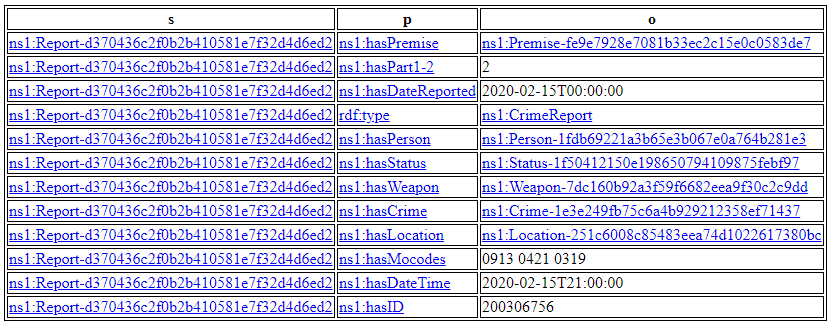 s p o
ns1:Report-d370436c2f0b2b410581e7f32d4d6ed2 ns1:hasPremise ns1:Premise-fe9e7928e7081b33ec2c15e0c0583de7
ns1:Report-d370436c2f0b2b410581e7f32d4d6ed2 ns1:hasPart1-2 2
ns1:Report-d370436c2f0b2b410581e7f32d4d6ed2 ns1:hasDateReported 2020-02-15T00:00:00
ns1:Report-d370436c2f0b2b410581e7f32d4d6ed2 rdf:type ns1:CrimeReport
ns1:Report-d370436c2f0b2b410581e7f32d4d6ed2 ns1:hasPerson ns1:Person-1fdb69221a3b65e3b067e0a764b281e3
ns1:Report-d370436c2f0b2b410581e7f32d4d6ed2 ns1:hasStatus ns1:Status-1f50412150e198650794109875febf97
ns1:Report-d370436c2f0b2b410581e7f32d4d6ed2 ns1:hasWeapon ns1:Weapon-7dc160b92a3f59f6682eea9f30c2c9dd
ns1:Report-d370436c2f0b2b410581e7f32d4d6ed2 ns1:hasCrime ns1:Crime-1e3e249fb75c6a4b929212358ef71437
ns1:Report-d370436c2f0b2b410581e7f32d4d6ed2 ns1:hasLocation ns1:Location-251c6008c85483eea74d1022617380bc
ns1:Report-d370436c2f0b2b410581e7f32d4d6ed2 ns1:hasMocodes 0913 0421 0319
ns1:Report-d370436c2f0b2b410581e7f32d4d6ed2 ns1:hasDateTime 2020-02-15T21:00:00
ns1:Report-d370436c2f0b2b410581e7f32d4d6ed2 ns1:hasID 200306756